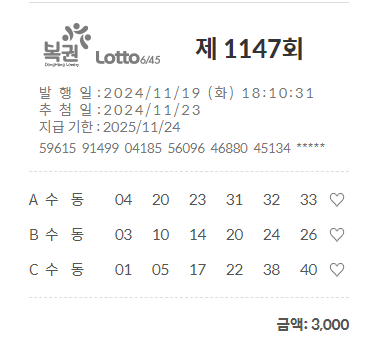 복권 Lotto 6/45 제 1147회
DongHang Lottery
발 행 일 : 2024/11/19 (화) 18:10:31
추 첨 일 : 2024/11/23
지급 기한 : 2025/11/24
59615 91499 04185 56096 46880 45134 *****
A 수 동 04 20 23 31 32 33 ♡
B 수 동 03 10 14 20 24 26 ♡
C 수 동 01 05 17 22 38 40 ♡
금액: 3,000